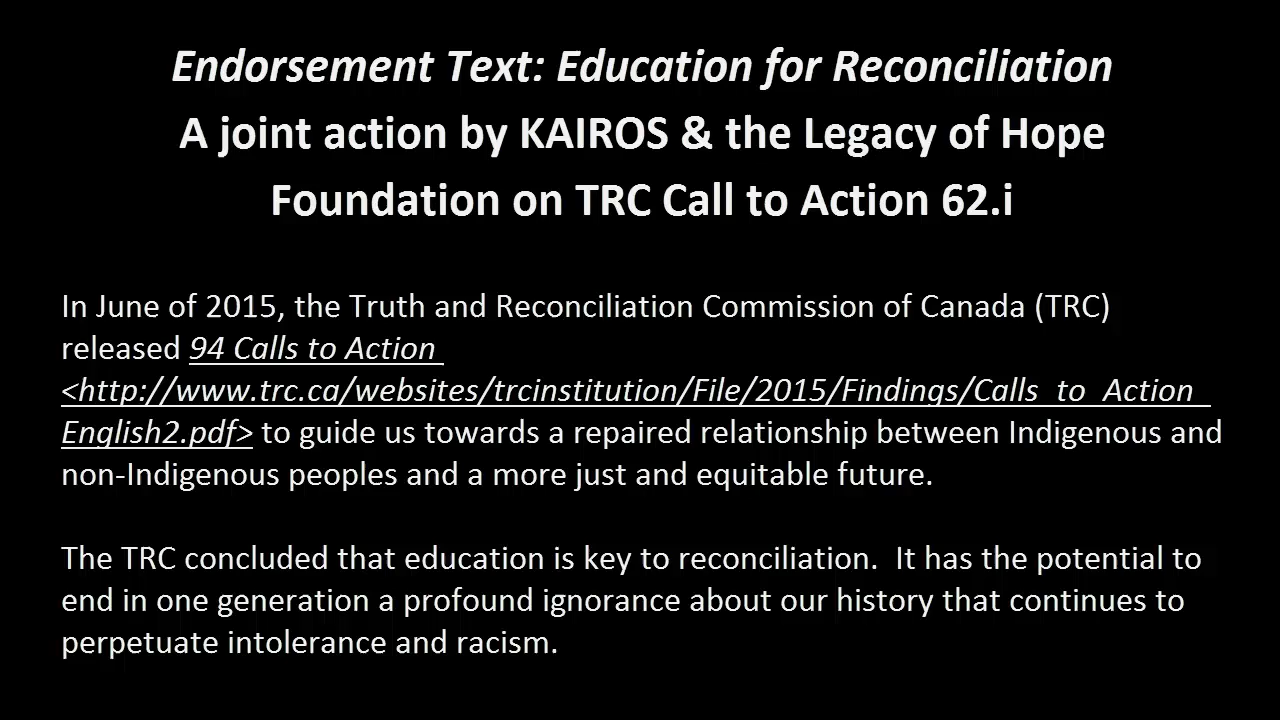 Endorsement Text: Education for Reconciliation
A joint action by KAIROS & the Legacy of Hope
Foundation on TRC Call to Action 62.i
In June of 2015, the Truth and Reconciliation Commission of Canada (TRC)
released 94 Calls to Action
<http://www.trc.ca/websites/trcinstitution/File/2015/Findings/Calls_to_Action_
English2.pdf> to guide us towards a repaired relationship between Indigenous and
non-Indigenous peoples and a more just and equitable future.
The TRC concluded that education is key to reconciliation.  It has the potential to
end in one generation a profound ignorance about our history that continues to
perpetuate intolerance and racism.